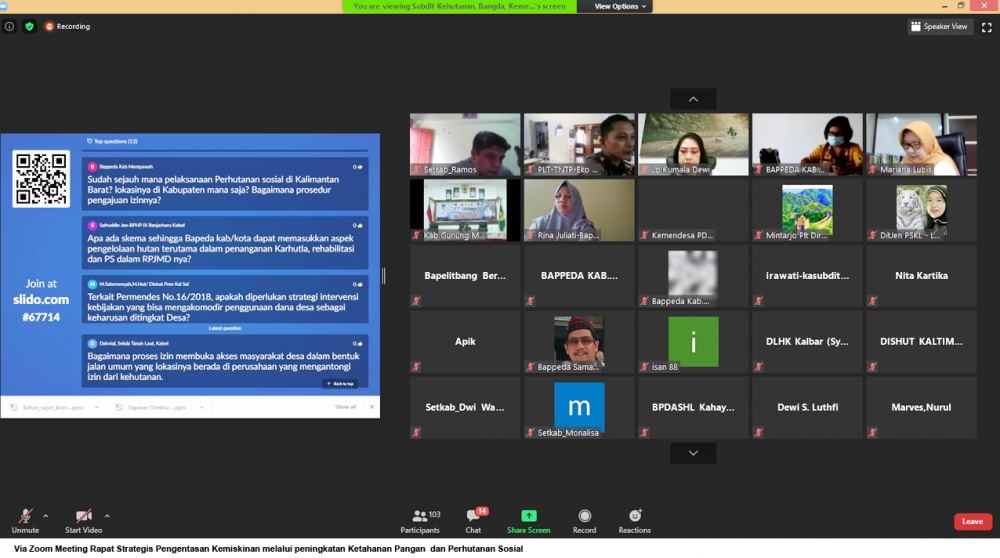 You are viewing Subdit Kehutanan, Bangda, Keme...'s screen
View Options
Recording
Speaker View
Top questions (12)
B
Bappeda Kab Mempawah
0
Sudah sejauh mana pelaksanaan Perhutanan sosial di Kalimantan
Barat? lokasinya di Kabupaten mana saja? Bagaimana prosedur
pengajuan izinnya?
S
Safruddin Jen-BPHP IX Banjarbaru Kalsel
0
Apa ada skema sehingga Bapeda kab/kota dapat memasukkan aspek
pengelolaan hutan terutama dalam penanganan Karhutla, rehabilitasi
dan PS dalam RPJMD nya?
M
0
Terkait Permendes No.16/2018, apakah diperlukan strategi intervensi
kebijakan yang bisa mengakomodir penggunaan dana desa sebagai
keharusan ditingkat Desa?
Latest question
D
Dahnial, Sekda Tanah Laut, Kalsel
0
Bagaimana proses izin membuka akses masyarakat desa dalam bentuk
jalan umum yang lokasinya berada di perusahaan yang mengantongi
izin dari kehutanan.
Back to top
Join at
slido.com
#67714
Bahan_rapat_koor....pptx
Paparan Direktur....pptx
Show all
Setkab_Ramos
PLT-TNTP-Eko ...
Kumala Dewi
BAPPEDA KAB...
Mariana Lubis
Kab Gunung M...
Rina Juliati-Bap...
Kemendesa PD...
Mintarjo Plt Dir...
DitJen PSKL - L...
Bapelitbang Ber...
BAPPEDA KAB....
Bappeda Kab....
irawati-kasubdit...
Nita Kartika
Apik
Bappeda Sama...
i
isan 88
DLHK Kalbar (Sy...
DISHUT KALTIM...
Setkab_Dwi Wa...
m
Setkab_Monalisa
BPDASHL Kahay...
Dewi S. Luthfi
Marves,Nurul
Unmute
Start Video
103
Participants
14
Chat
Share Screen
Record
Reactions
Leave
Via Zoom Meeting Rapat Strategis Pengentasan Kemiskinan melalui peningkatan Ketahanan Pangan dan Perhutanan Sosial